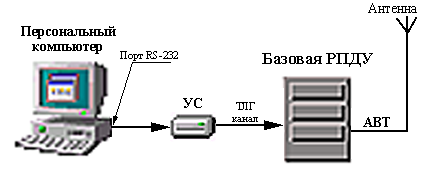 Антенна
Персональный
компьютер
Порт RS-232
Базовая РПДУ
УС
ТЛГ
канал
АВТ